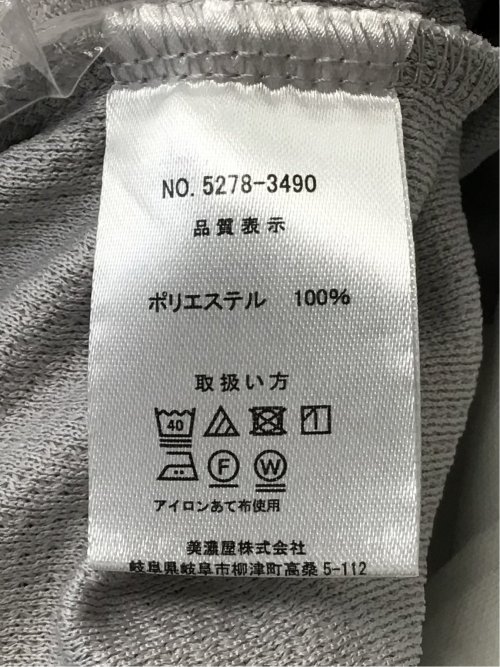 NO. 5278-3490
品質表示
ポリエステル 100%
取扱い方
40
F W
アイロンあて布使用
美濃屋株式会社
岐阜県岐阜市柳津町高桑5-112